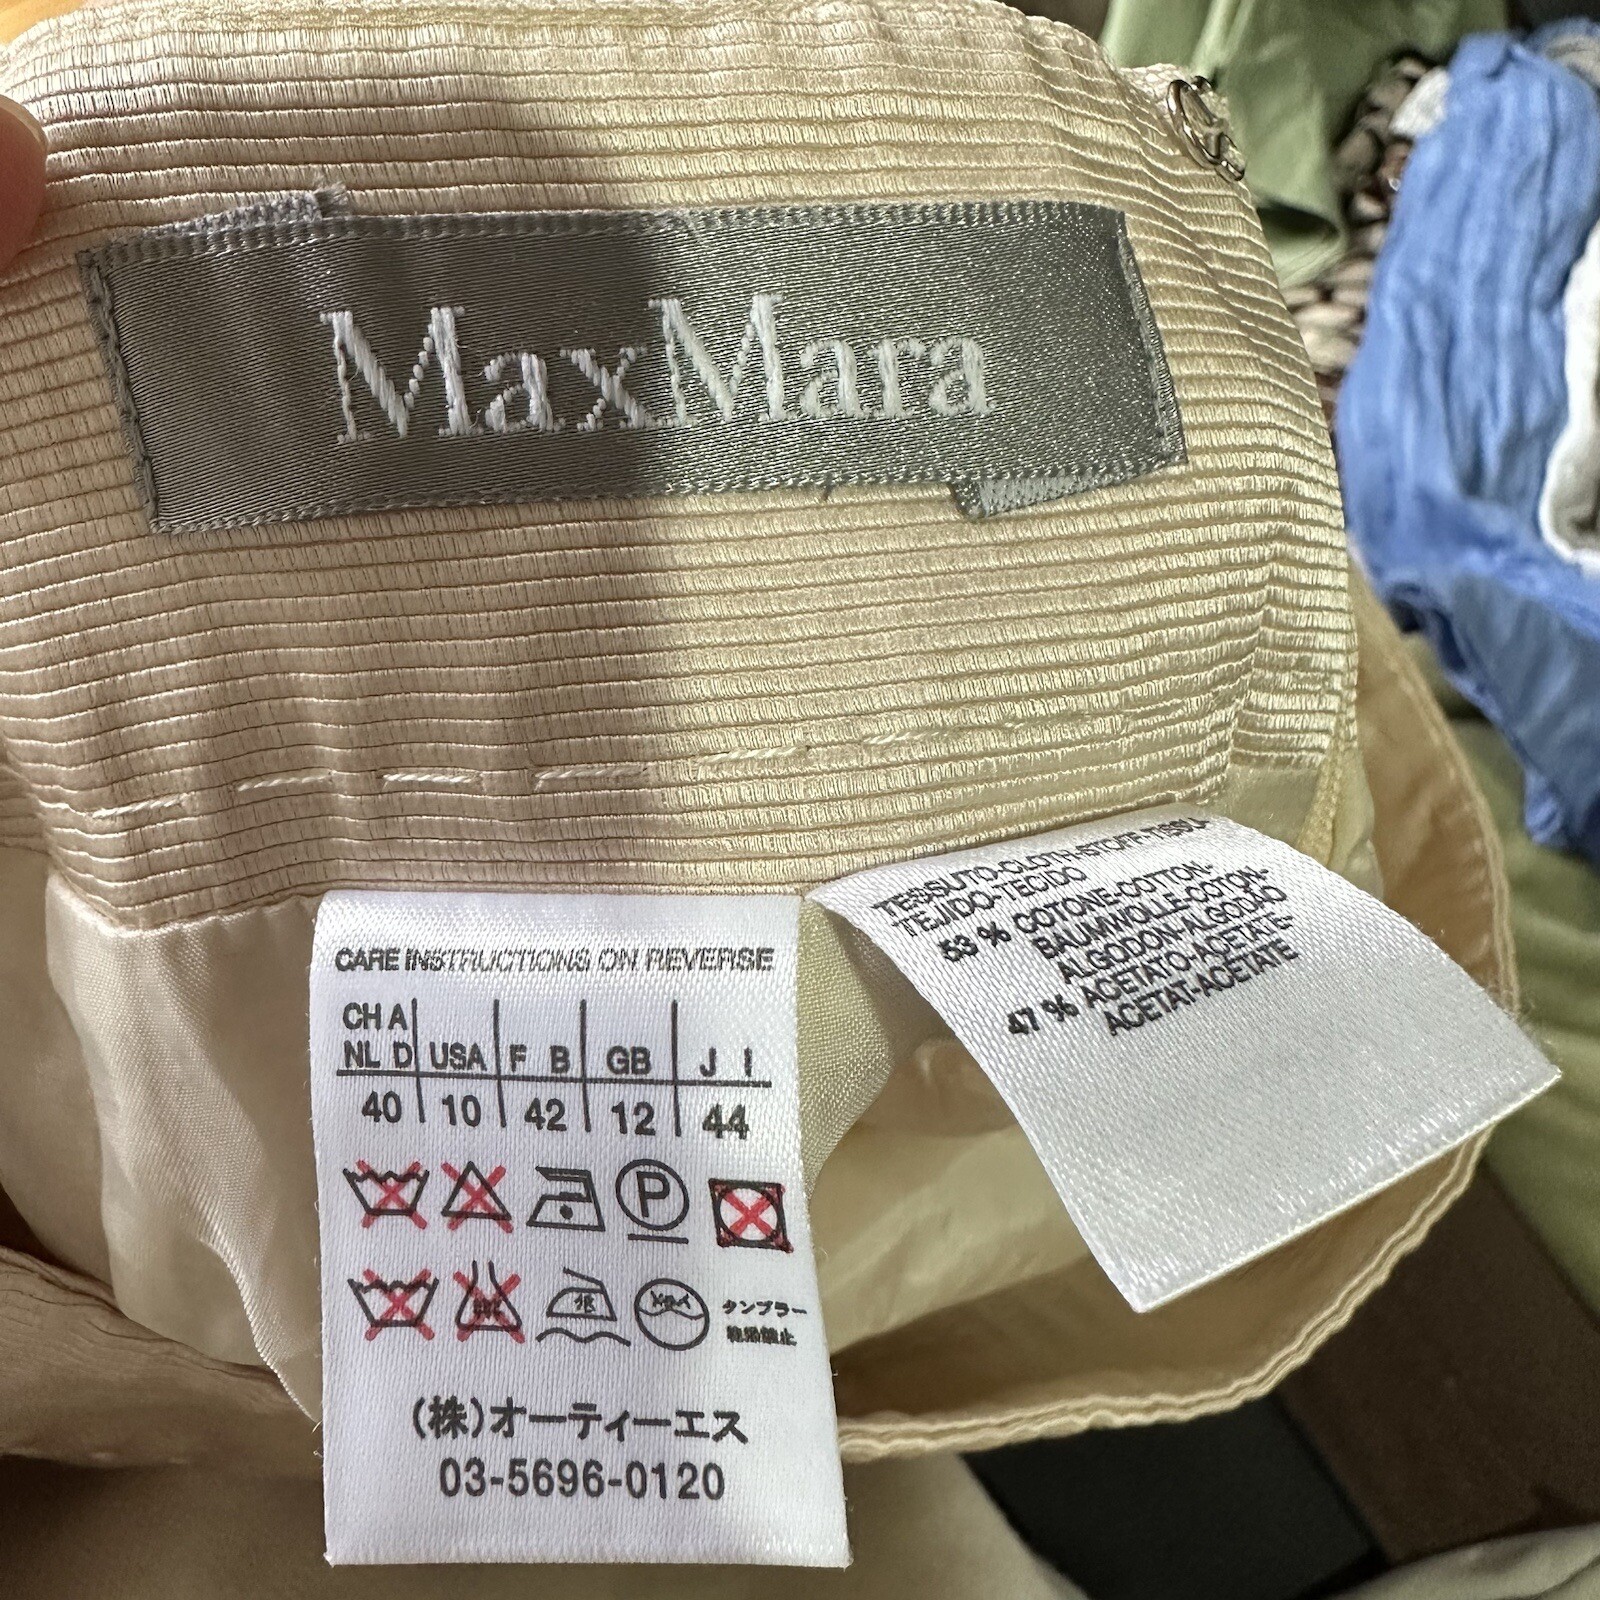 MaxMara
CARE INSTRUCTIONS ON REVERSE
CH A
NL D USA F B GB J I
40 10 42 12 44
P
タンブラー
(株)オーティーエス
03-5696-0120
TESSUTO-CLOTH-STOFF-TISSU-
TEJIDO-TECIDO
53 % COTONE-COTTON-
BAUMWOLLE-COTON-
ALGODON-ALGODAO
47 % ACETATO-ACETATE-
ACETAT-ACETATE